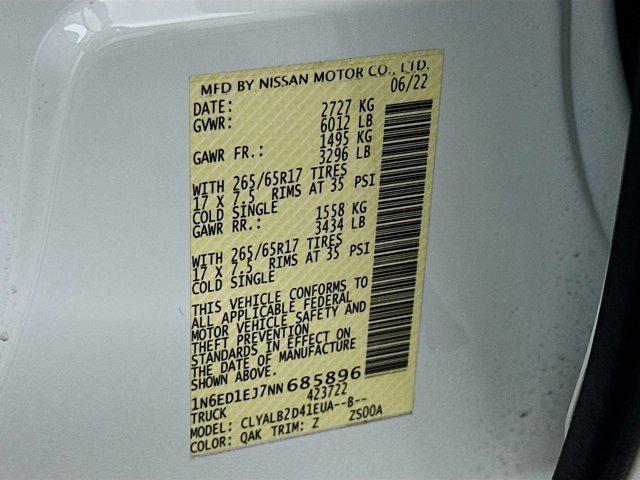 MFD BY NISSAN MOTOR CO., LTD.
DATE: 06/22
GVWR: 2727 KG
6012 LB
GAWR FR.: 1495 KG
3296 LB
WITH 265/65R17 TIRES
17 X 7.5 RIMS AT 35 PSI
COLD SINGLE
GAWR RR.: 1558 KG
3434 LB
WITH 265/65R17 TIRES
17 X 7.5 RIMS AT 35 PSI
COLD SINGLE
THIS VEHICLE CONFORMS TO
ALL APPLICABLE FEDERAL
MOTOR VEHICLE SAFETY AND
THEFT PREVENTION
STANDARDS IN EFFECT ON
THE DATE OF MANUFACTURE
SHOWN ABOVE.
1N6ED1EJ7NN685896
TRUCK 423722
MODEL: CLYALB2D41EUA--B--
COLOR: QAK TRIM: Z ZS00A